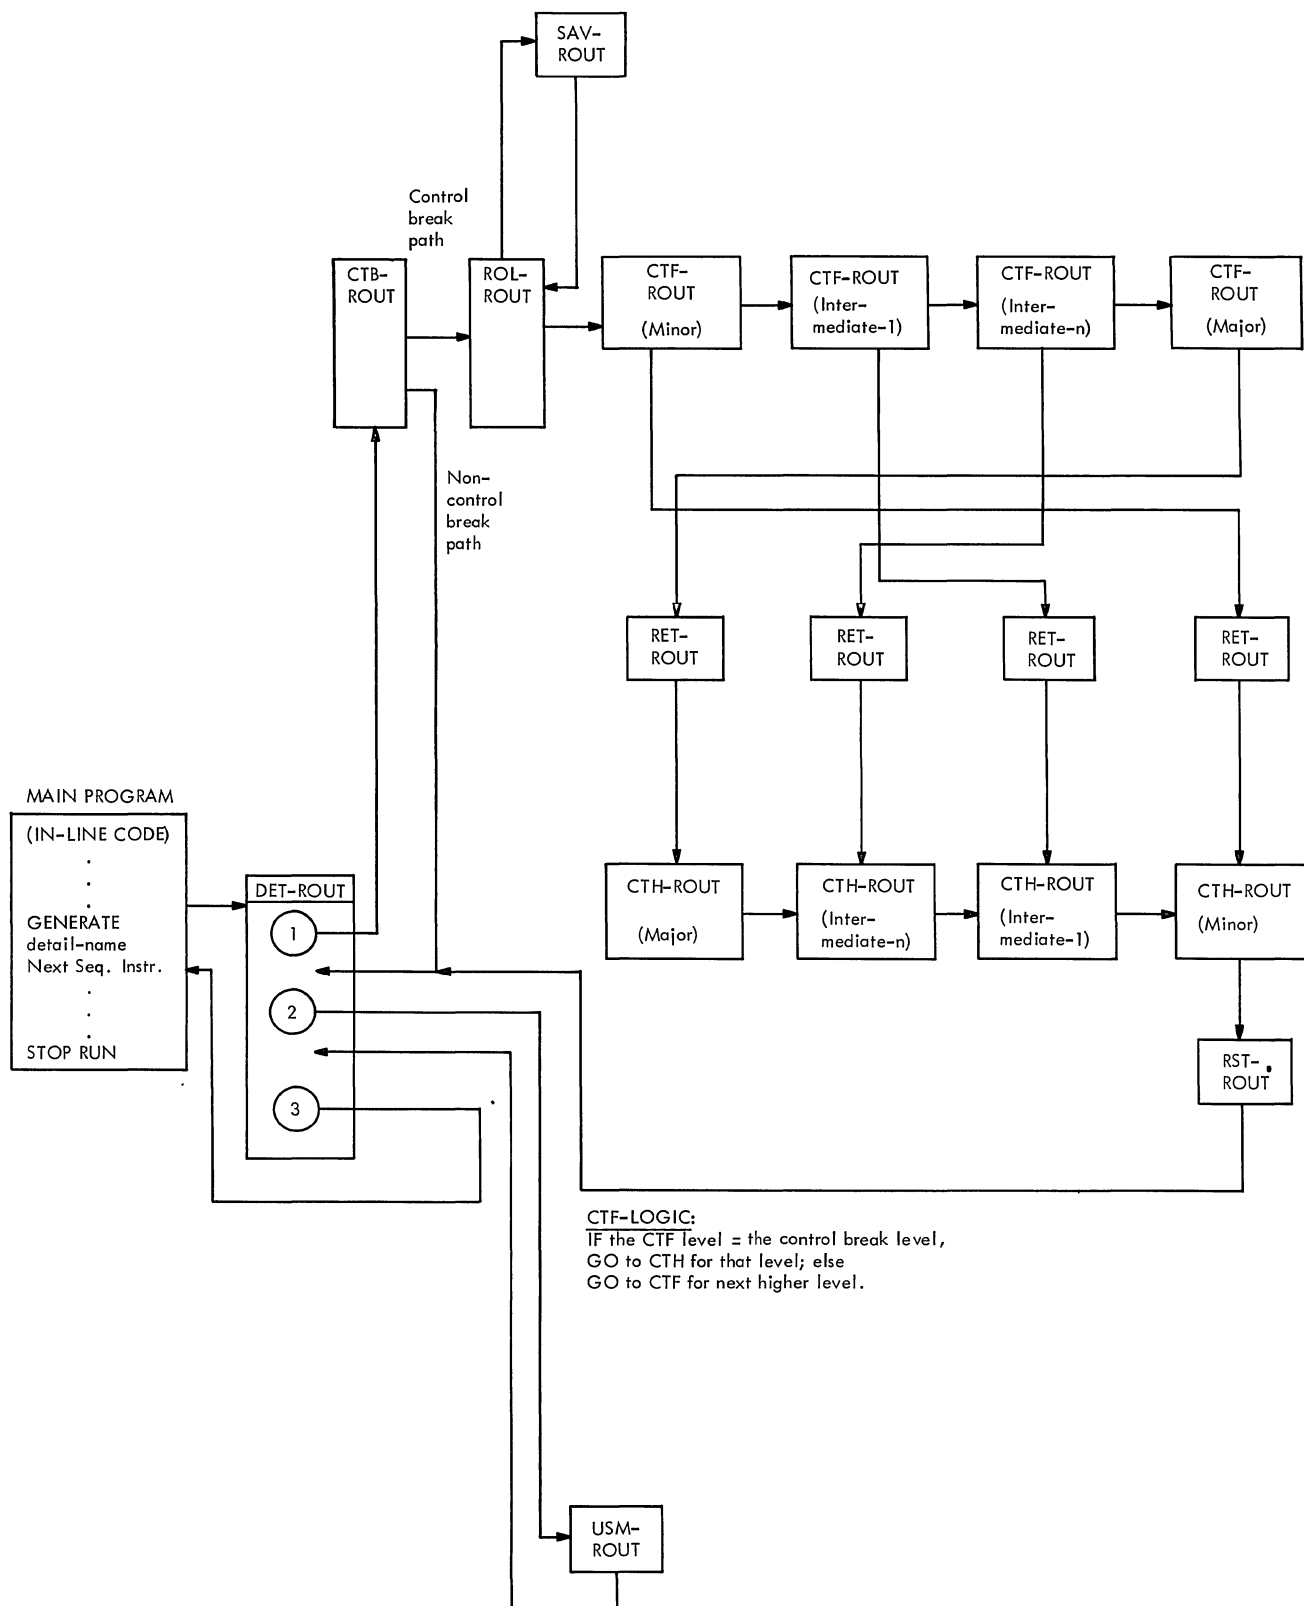 SAV-
ROUT
Control
break
path
CTB-
ROUT
ROL-
ROUT
CTF-
ROUT
(Minor)
CTF-ROUT
(Inter-
mediate-1)
CTF-ROUT
(Inter-
mediate-n)
CTF-
ROUT
(Major)
Non-
control
break
path
RET-
ROUT
RET-
ROUT
RET-
ROUT
RET-
ROUT
MAIN PROGRAM
(IN-LINE CODE)
.
.
.
GENERATE
detail-name
Next Seq. Instr.
.
.
.
STOP RUN
DET-ROUT
1
2
3
CTH-ROUT
(Major)
CTH-ROUT
(Inter-
mediate-n)
CTH-ROUT
(Inter-
mediate-1)
CTH-ROUT
(Minor)
RST-
ROUT
CTF-LOGIC:
IF the CTF level = the control break level,
GO to CTH for that level; else
GO to CTF for next higher level.
USM-
ROUT